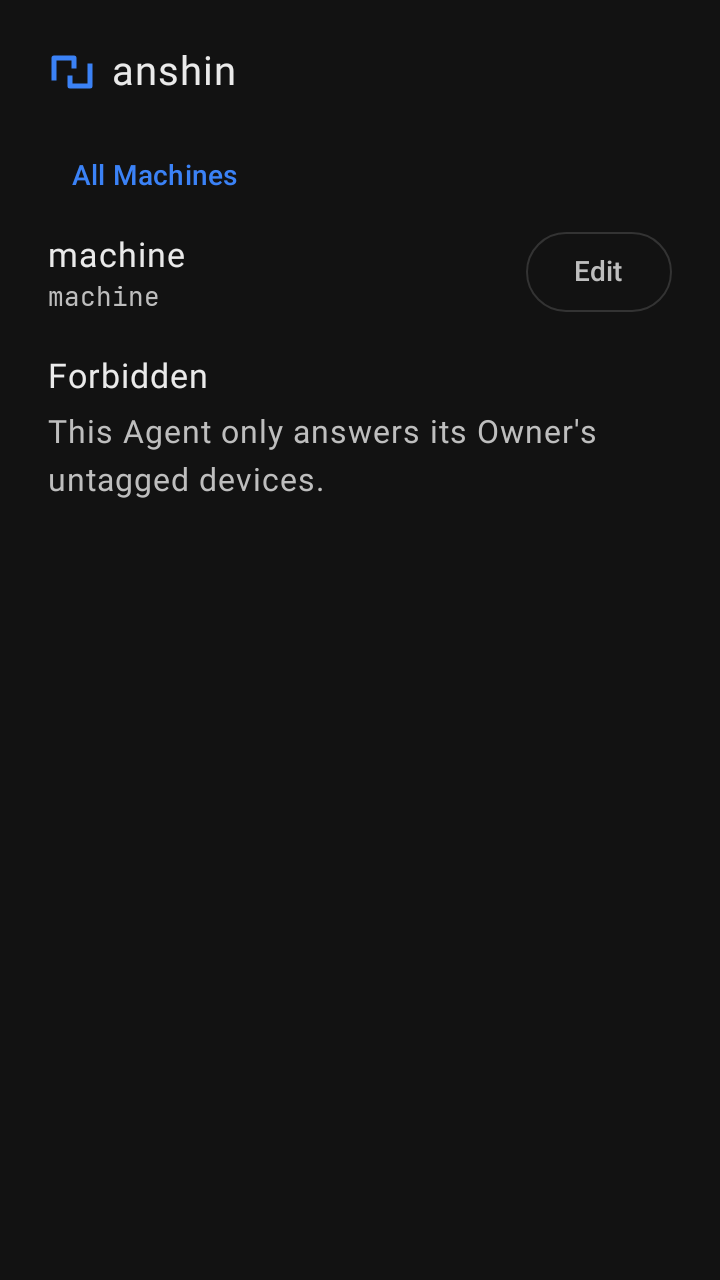 anshin
All Machines
machine
machine
Edit
Forbidden
This Agent only answers its Owner's
untagged devices.